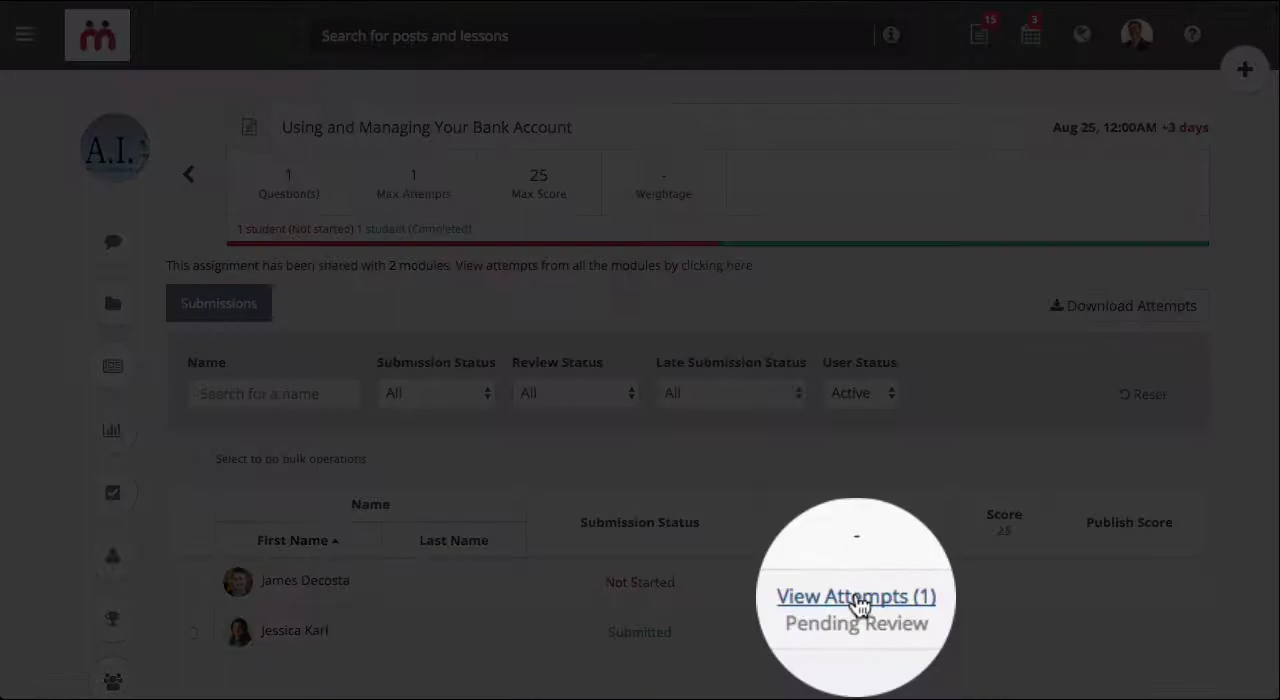 Search for posts and lessons
15
3
A.I.
Using and Managing Your Bank Account
Aug 25, 12:00AM +3 days
1
Question(s)
1
Max Attempts
25
Max Score
-
Weightage
1 student (Not started) 1 student (Completed)
This assignment has been shared with 2 modules. View attempts from all the modules by clicking here
Submissions
Download Attempts
Name
Submission Status
Review Status
Late Submission Status
User Status
Search for a name
All
All
All
Active
Reset
Select to do bulk operations
Name
First Name
Last Name
Submission Status
Score
25
Publish Score
James Decosta
Not Started
-
Jessica Karl
Submitted
View Attempts (1)
Pending Review